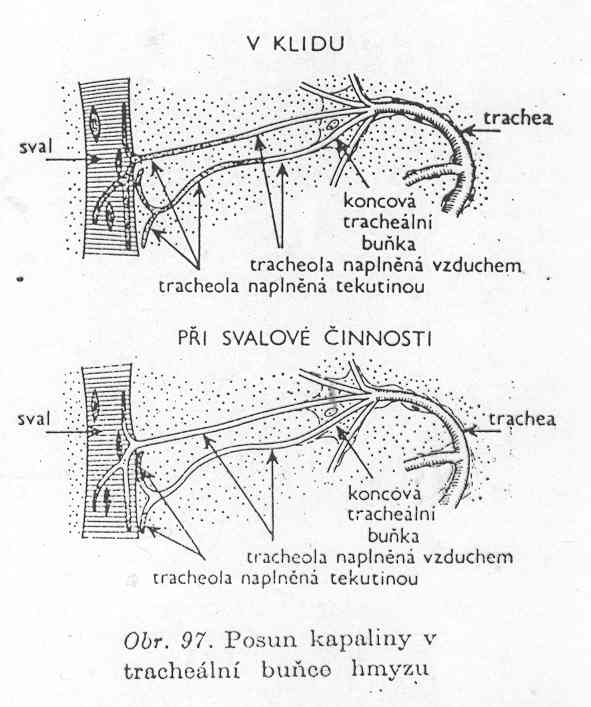 V KLIDU
trachea
sval
koncová
tracheální
buňka
tracheola naplněná vzduchem
tracheola naplněná tekutinou
PŘI SVALOVÉ ČINNOSTI
sval
trachea
koncová
tracheální
buňka
tracheola naplněná vzduchem
tracheola naplněná tekutinou
Obr. 97. Posun kapaliny v
tracheální buňce hmyzu